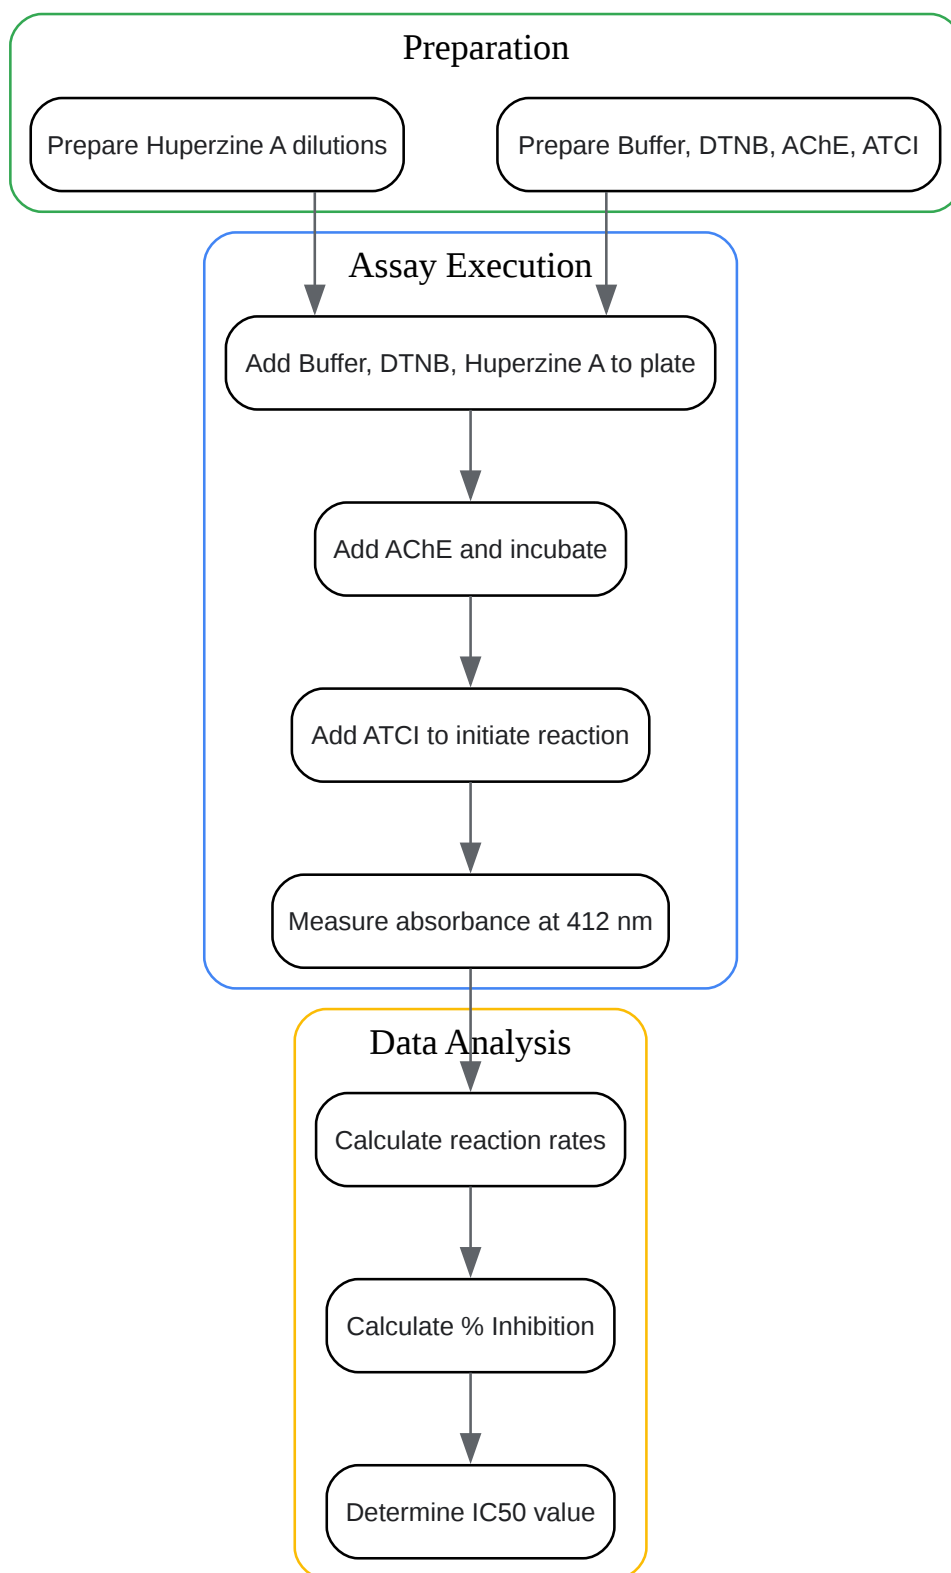 Preparation
Prepare Huperzine A dilutions
Prepare Buffer, DTNB, AChE, ATCI
Assay Execution
Add Buffer, DTNB, Huperzine A to plate
Add AChE and incubate
Add ATCI to initiate reaction
Measure absorbance at 412 nm
Data Analysis
Calculate reaction rates
Calculate % Inhibition
Determine IC50 value